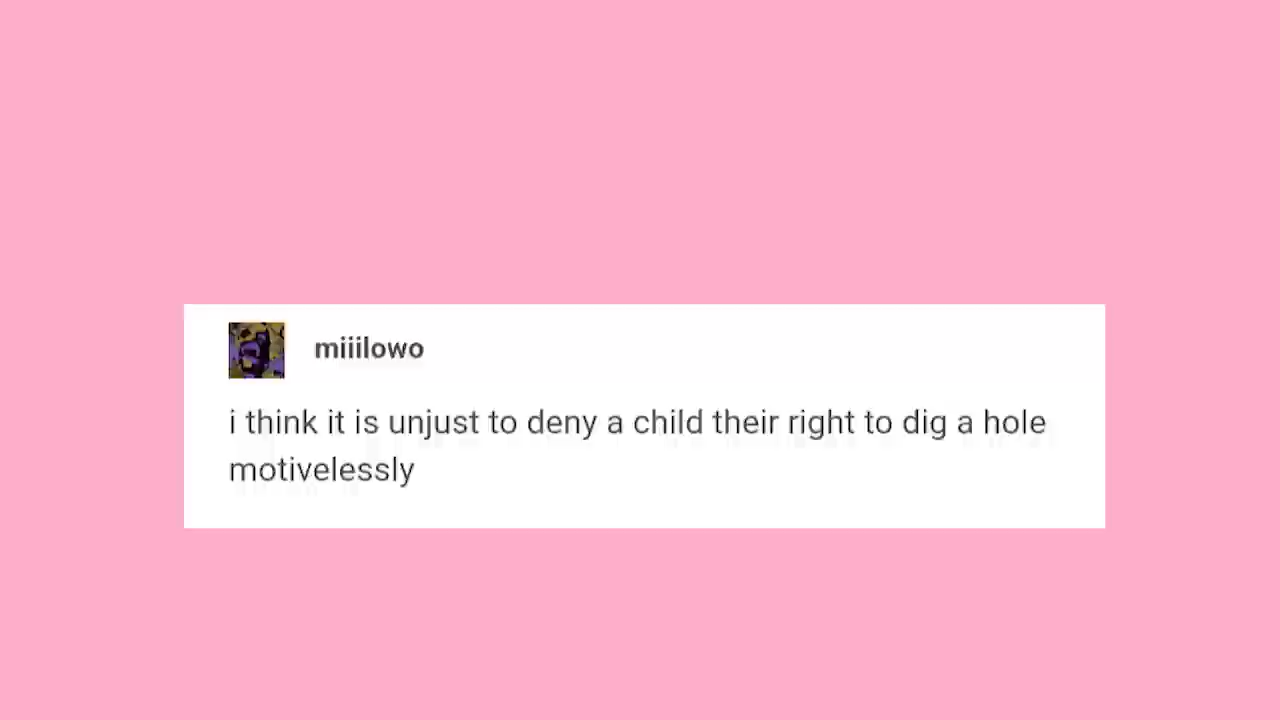 miiilowo
i think it is unjust to deny a child their right to dig a hole
motivelessly